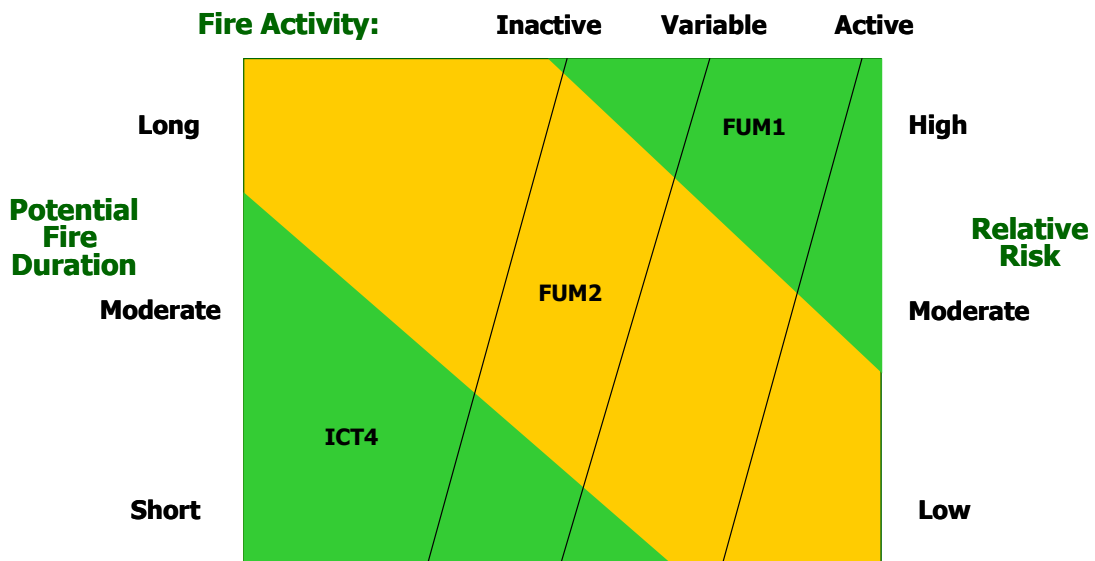 Fire Activity: Inactive Variable Active
Long
FUM1
High
Potential
Fire
Duration
Relative
Risk
FUM2
Moderate
Moderate
ICT4
Short
Low